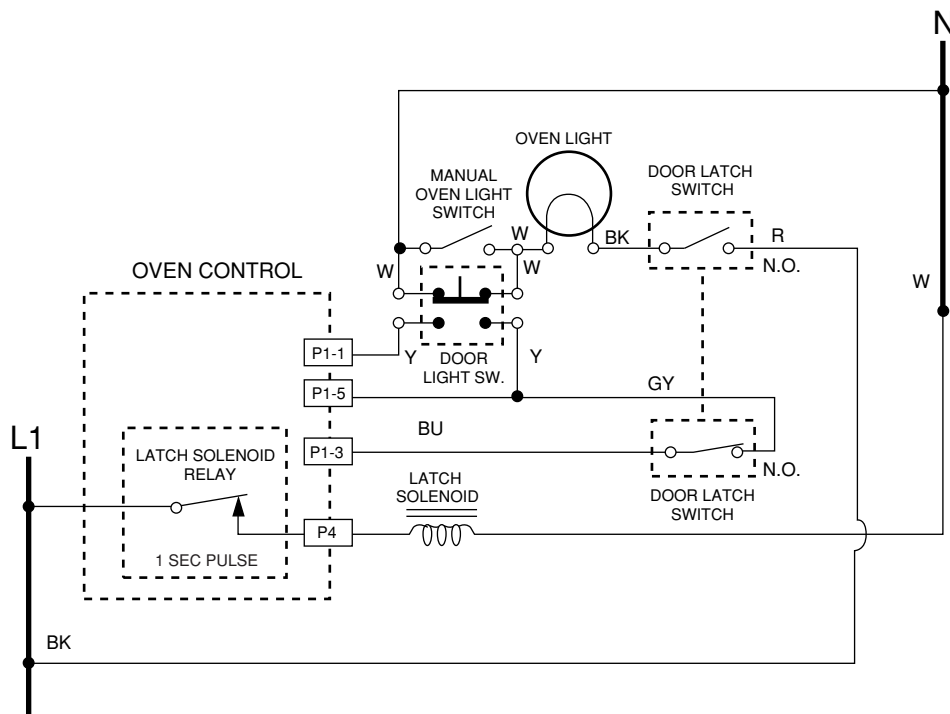 N
OVEN LIGHT
MANUAL
OVEN LIGHT
SWITCH
DOOR LATCH
SWITCH
W
W
BK
R
N.O.
W
W
OVEN CONTROL
P1-1
Y
DOOR
LIGHT SW.
Y
P1-5
GY
BU
L1
LATCH SOLENOID
RELAY
P1-3
N.O.
LATCH
SOLENOID
DOOR LATCH
SWITCH
P4
1 SEC PULSE
BK